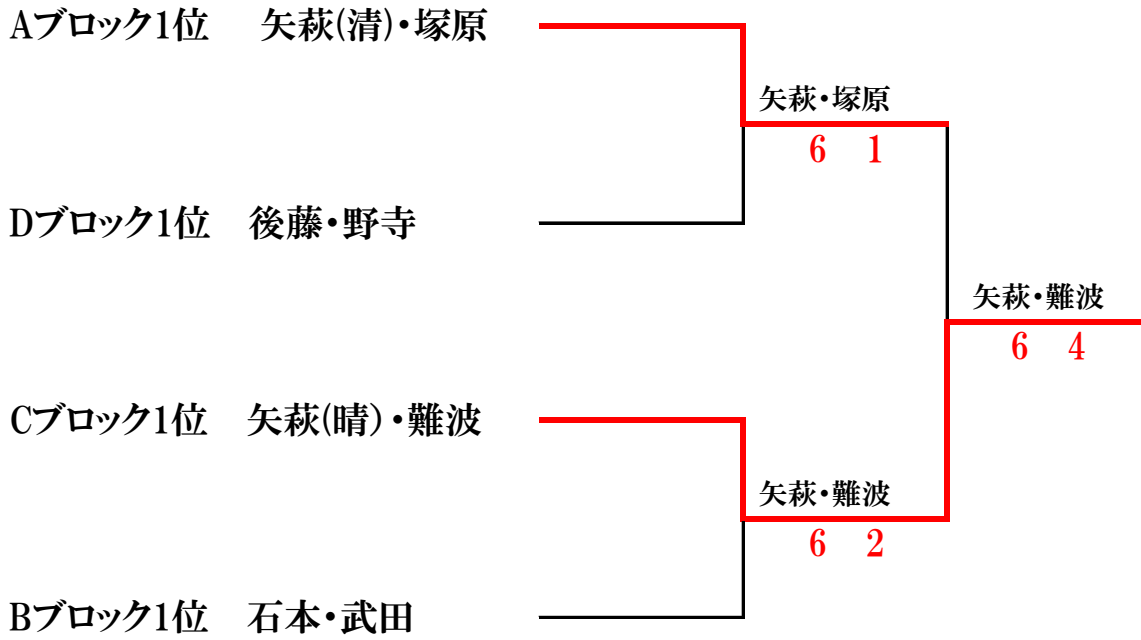 Aブロック1位 矢萩(清)・塚原
矢萩・塚原
6 1
Dブロック1位 後藤・野寺
矢萩・難波
6 4
Cブロック1位 矢萩(晴)・難波
矢萩・難波
6 2
Bブロック1位 石本・武田